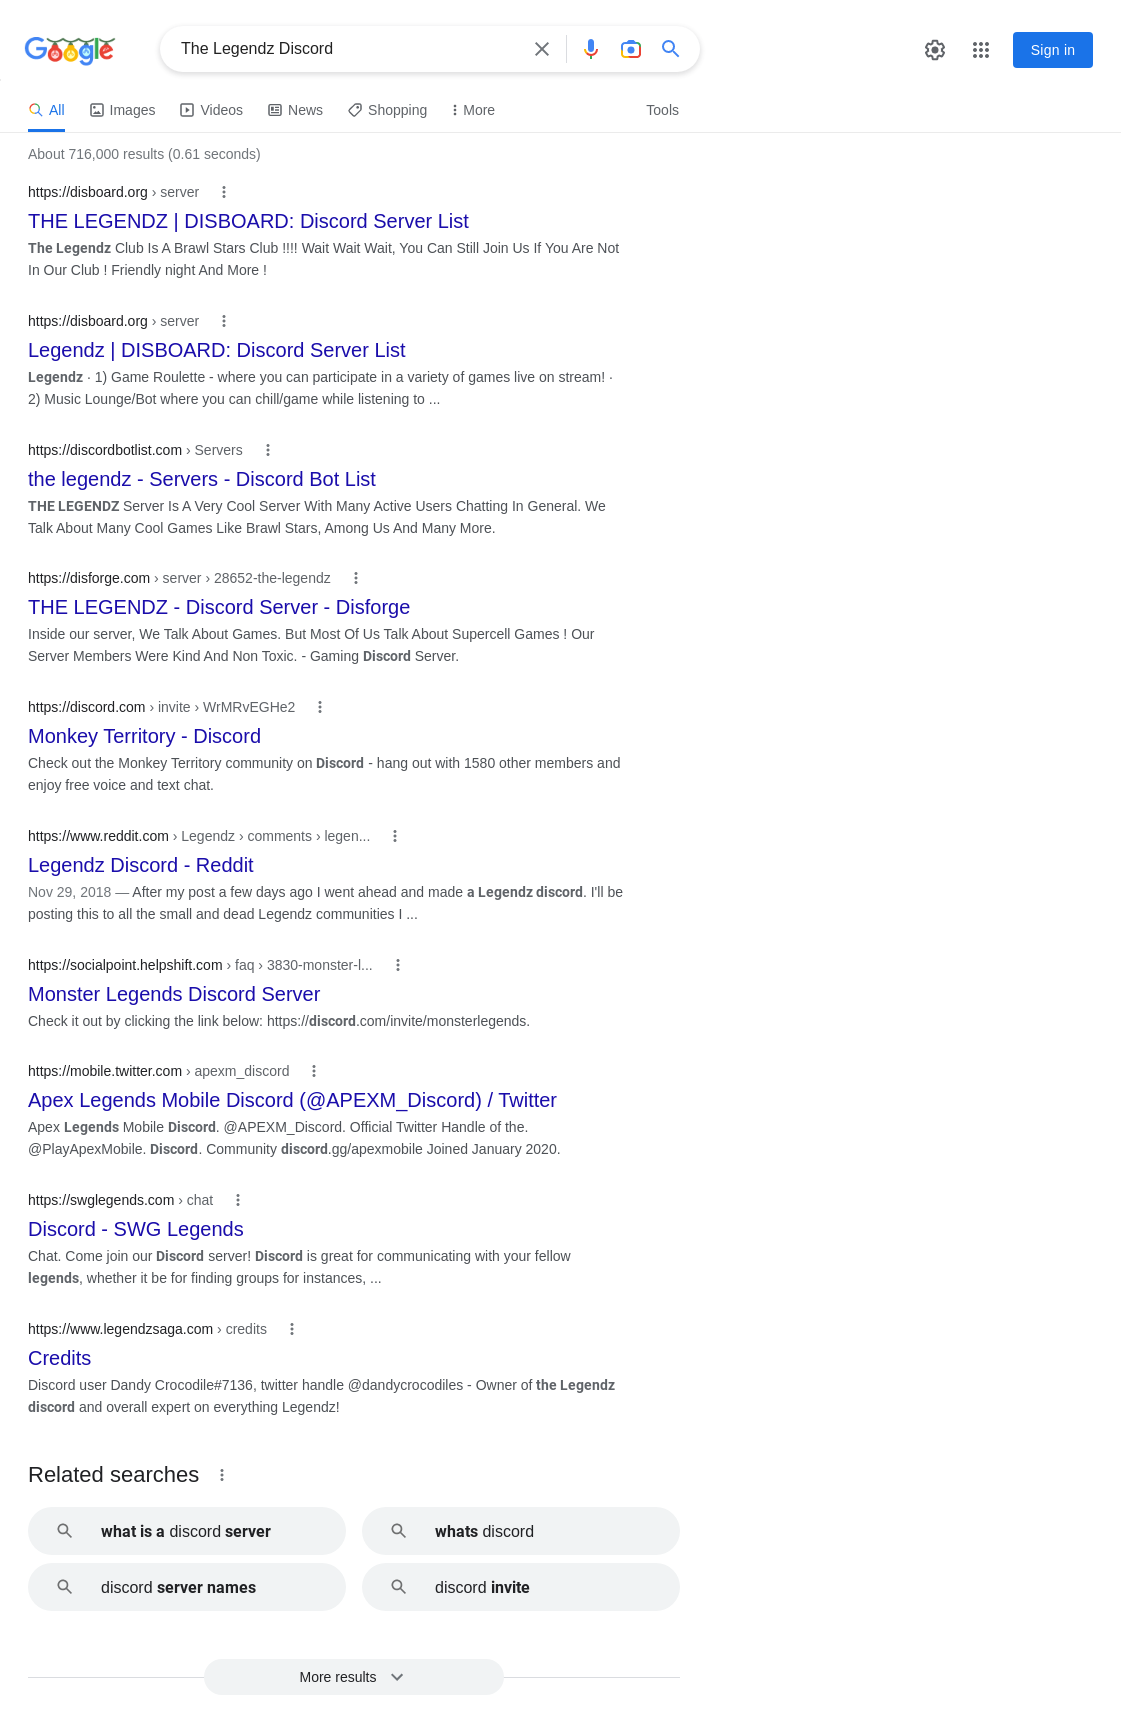 Google
The Legendz Discord
Sign in
All
Images
Videos
News
Shopping
More
Tools
About 716,000 results (0.61 seconds)
https://disboard.org › server
THE LEGENDZ | DISBOARD: Discord Server List
The Legendz Club Is A Brawl Stars Club !!!! Wait Wait Wait, You Can Still Join Us If You Are Not
In Our Club ! Friendly night And More !
https://disboard.org › server
Legendz | DISBOARD: Discord Server List
Legendz · 1) Game Roulette - where you can participate in a variety of games live on stream! ·
2) Music Lounge/Bot where you can chill/game while listening to ...
https://discordbotlist.com › Servers
the legendz - Servers - Discord Bot List
THE LEGENDZ Server Is A Very Cool Server With Many Active Users Chatting In General. We
Talk About Many Cool Games Like Brawl Stars, Among Us And Many More.
https://disforge.com › server › 28652-the-legendz
THE LEGENDZ - Discord Server - Disforge
Inside our server, We Talk About Games. But Most Of Us Talk About Supercell Games ! Our
Server Members Were Kind And Non Toxic. - Gaming Discord Server.
https://discord.com › invite › WrMRvEGHe2
Monkey Territory - Discord
Check out the Monkey Territory community on Discord - hang out with 1580 other members and
enjoy free voice and text chat.
https://www.reddit.com › Legendz › comments › legen...
Legendz Discord - Reddit
Nov 29, 2018 — After my post a few days ago I went ahead and made a Legendz discord. I'll be
posting this to all the small and dead Legendz communities I ...
https://socialpoint.helpshift.com › faq › 3830-monster-l...
Monster Legends Discord Server
Check it out by clicking the link below: https://discord.com/invite/monsterlegends.
https://mobile.twitter.com › apexm_discord
Apex Legends Mobile Discord (@APEXM_Discord) / Twitter
Apex Legends Mobile Discord. @APEXM_Discord. Official Twitter Handle of the.
@PlayApexMobile. Discord. Community discord.gg/apexmobile Joined January 2020.
https://swglegends.com › chat
Discord - SWG Legends
Chat. Come join our Discord server! Discord is great for communicating with your fellow
legends, whether it be for finding groups for instances, ...
https://www.legendzsaga.com › credits
Credits
Discord user Dandy Crocodile#7136, twitter handle @dandycrocodiles - Owner of the Legendz
discord and overall expert on everything Legendz!
Related searches
what is a discord server
whats discord
discord server names
discord invite
More results